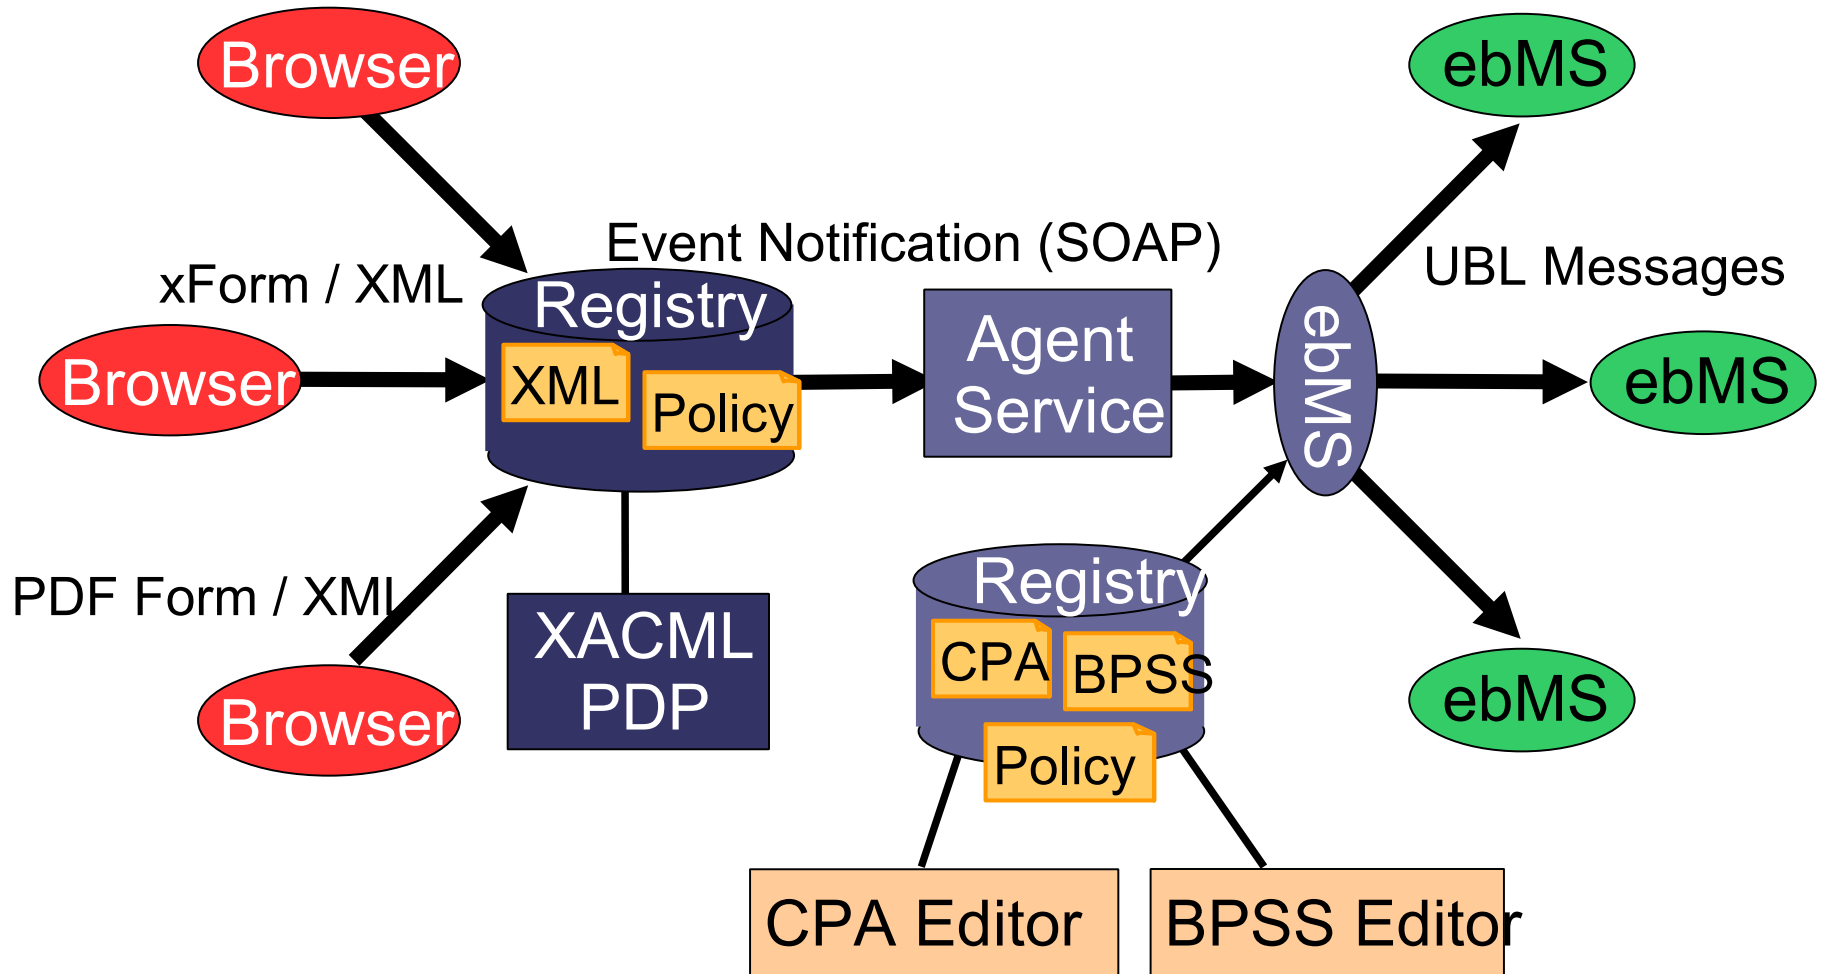 Browser
ebMS
Event Notification (SOAP)
UBL Messages
xForm / XML
Registry
Agent
Service
ebMS
Browser
XML
Policy
ebMS
PDF Form / XML
XACML
PDP
Registry
CPA
BPSS
Policy
Browser
ebMS
CPA Editor
BPSS Editor